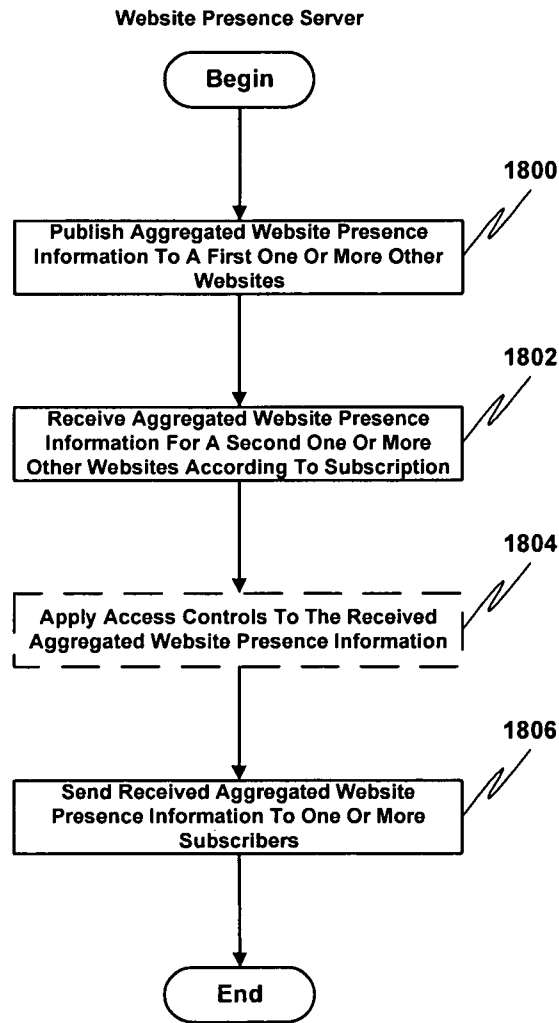 Website Presence Server
Begin
1800
Publish Aggregated Website Presence
Information To A First One Or More Other
Websites
1802
Receive Aggregated Website Presence
Information For A Second One Or More
Other Websites According To Subscription
1804
Apply Access Controls To The Received
Aggregated Website Presence Information
1806
Send Received Aggregated Website
Presence Information To One Or More
Subscribers
End